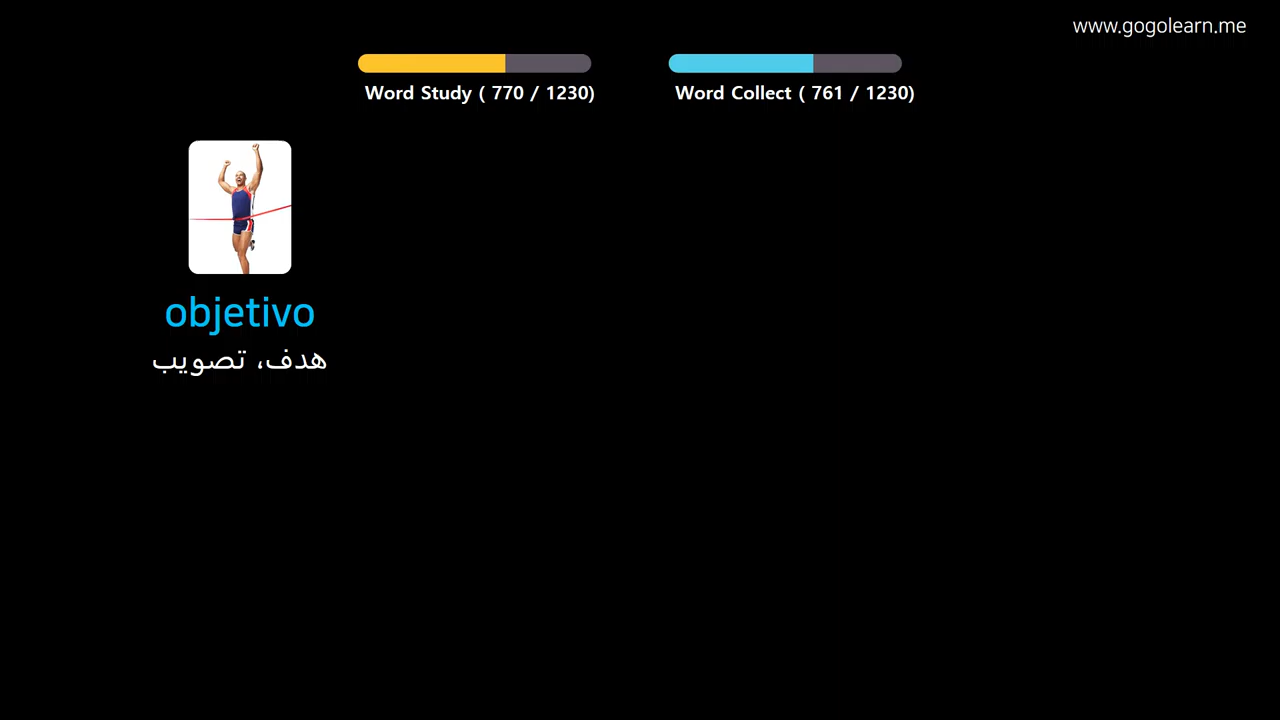 www.gogolearn.me
Word Study ( 770 / 1230)
Word Collect ( 761 / 1230)
objetivo
هدف، تصويب